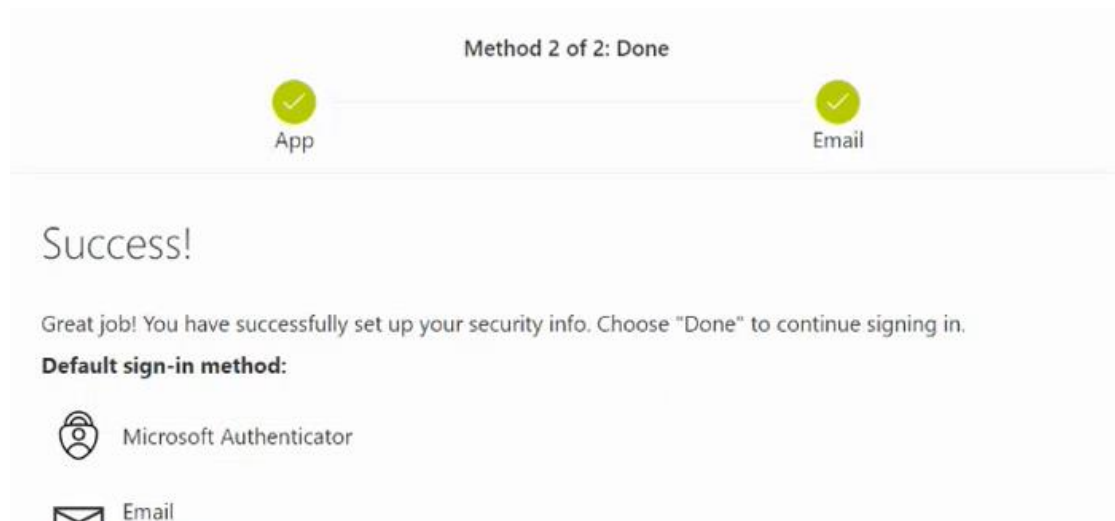 Method 2 of 2: Done
App
Email
Success!
Great job! You have successfully set up your security info. Choose "Done" to continue signing in.
Default sign-in method:
Microsoft Authenticator
Email